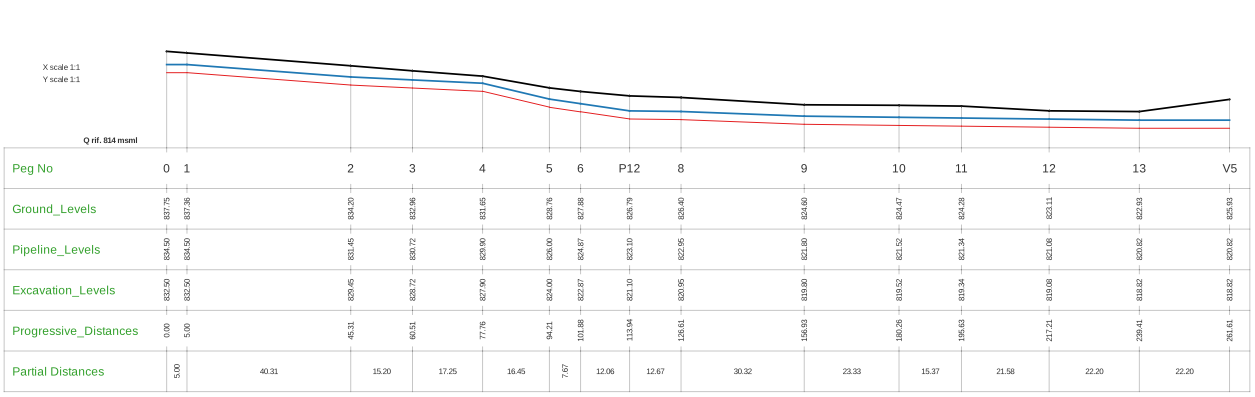 X scale 1:1
Y scale 1:1
Q rif. 814 msml
Peg No 0 1 2 3 4 5 6 P12 8 9 10 11 12 13 V5
Ground_Levels 837.75 837.36 834.20 832.96 831.65 828.76 827.88 826.79 826.40 824.60 824.47 824.28 823.11 822.93 825.93
Pipeline_Levels 834.50 834.50 831.45 830.72 829.90 826.00 824.87 823.10 822.95 821.80 821.52 821.34 821.08 820.82 820.82
Excavation_Levels 832.50 832.50 829.45 828.72 827.90 824.00 822.87 821.10 820.95 819.80 819.52 819.34 819.08 818.82 818.82
Progressive_Distances 0.00 5.00 45.31 60.51 77.76 94.21 101.88 113.94 126.61 156.93 180.26 195.63 217.21 239.41 261.61
Partial Distances 5.00 40.31 15.20 17.25 16.45 7.67 12.06 12.67 30.32 23.33 15.37 21.58 22.20 22.20